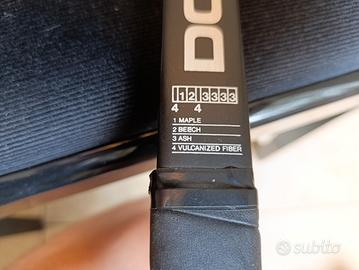 DO
1 2 3 3 3 3
4 4
1 MAPLE
2 BEECH
3 ASH
4 VULCANIZED FIBER
subito